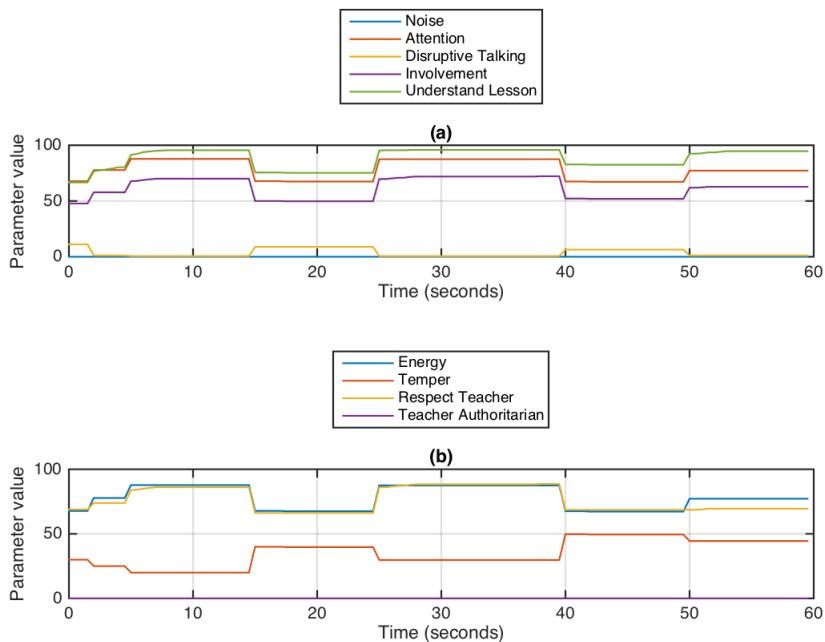 Noise
Attention
Disruptive Talking
Involvement
Understand Lesson
(a)
100
50
0
Parameter value
0 10 20 30 40 50 60
Time (seconds)
Energy
Temper
Respect Teacher
Teacher Authoritarian
(b)
100
50
0
Parameter value
0 10 20 30 40 50 60
Time (seconds)